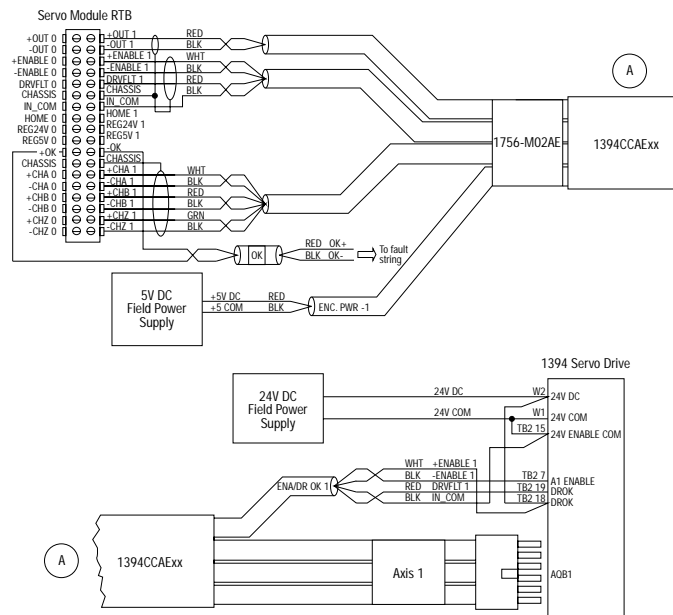 Servo Module RTB
+OUT 0
-OUT 0
+ENABLE 0
-ENABLE 0
DRVFLT 0
CHASSIS
IN_COM
HOME 0
REG24V 0
REG5V 0
+OK
CHASSIS
+CHA 0
-CHA 0
+CHB 0
-CHB 0
+CHZ 0
-CHZ 0
+OUT 1
-OUT 1
+ENABLE 1
-ENABLE 1
DRVFLT 1
CHASSIS
IN_COM
HOME 1
REG24V 1
REG5V 1
-OK
CHASSIS
+CHA 1
-CHA 1
+CHB 1
-CHB 1
+CHZ 1
-CHZ 1
RED
BLK
WHT
BLK
RED
BLK
WHT
BLK
RED
BLK
GRN
BLK
A
1756-M02AE
1394CCAExx
OK
RED OK+
BLK OK-
To fault
string
5V DC
Field Power
Supply
+5V DC RED
+5 COM BLK
ENC. PWR -1
1394 Servo Drive
24V DC
Field Power
Supply
24V DC W2 24V DC
24V COM W1 24V COM
TB2 15 24V ENABLE COM
ENA/DR OK 1
WHT +ENABLE 1
BLK -ENABLE 1
RED DRVFLT 1
BLK IN_COM
TB2 7 A1 ENABLE
TB2 19 DROK
TB2 18 DROK
A
1394CCAExx
Axis 1
AQB1